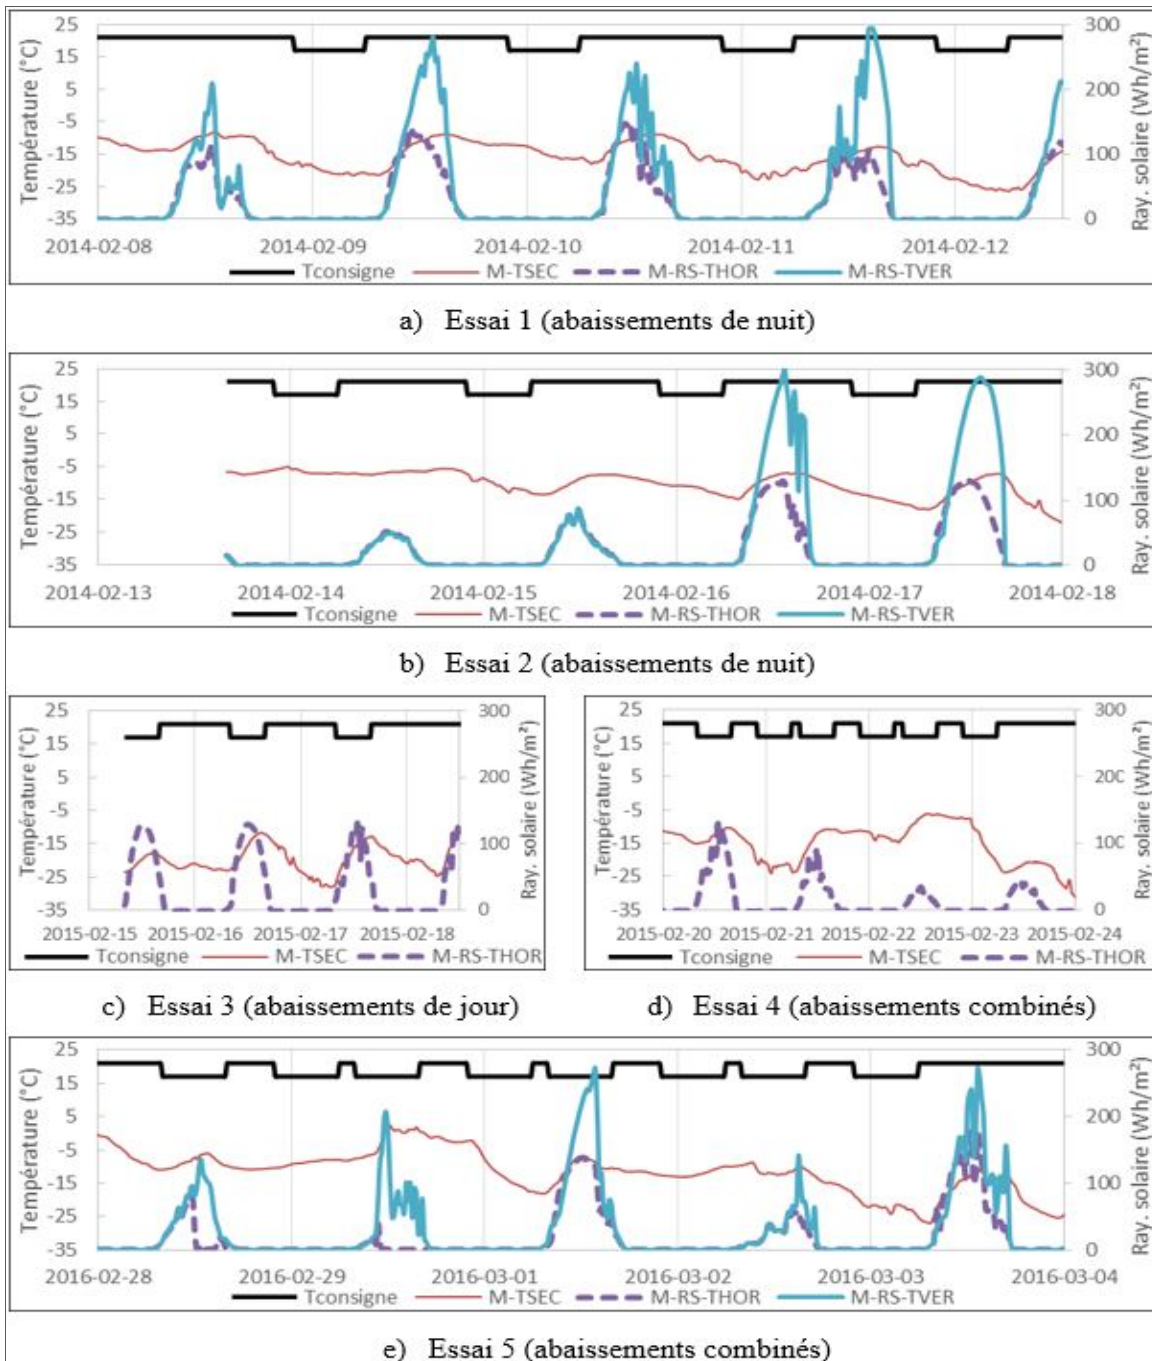 Température (°C)
25
15
5
-5
-15
-25
-35
300
200
100
0
Ray. solaire (Wh/m²)
2014-02-08 2014-02-09 2014-02-10 2014-02-11 2014-02-12
Tconsigne M-TSEC M-RS-THOR M-RS-TVER
a) Essai 1 (abaissements de nuit)
Température (°C)
25
15
5
-5
-15
-25
-35
300
200
100
0
Ray. solaire (Wh/m²)
2014-02-13 2014-02-14 2014-02-15 2014-02-16 2014-02-17 2014-02-18
Tconsigne M-TSEC M-RS-THOR M-RS-TVER
b) Essai 2 (abaissements de nuit)
Température (°C)
25
15
5
-5
-15
-25
-35
300
200
100
0
Ray. solaire (Wh/m²)
2015-02-15 2015-02-16 2015-02-17 2015-02-18
Tconsigne M-TSEC M-RS-THOR
c) Essai 3 (abaissements de jour)
Température (°C)
25
15
5
-5
-15
-25
-35
300
20C
100
0
Ray. solaire (Wh/m²)
2015-02-20 2015-02-21 2015-02-22 2015-02-23 2015-02-24
Tconsigne M-TSEC M-RS-THOR
d) Essai 4 (abaissements combinés)
Température (°C)
25
15
5
-5
-15
-25
-35
300
200
100
0
Ray. solaire (Wh/m²)
2016-02-28 2016-02-29 2016-03-01 2016-03-02 2016-03-03 2016-03-04
Tconsigne M-TSEC M-RS-THOR M-RS-TVER
e) Essai 5 (abaissements combinés)